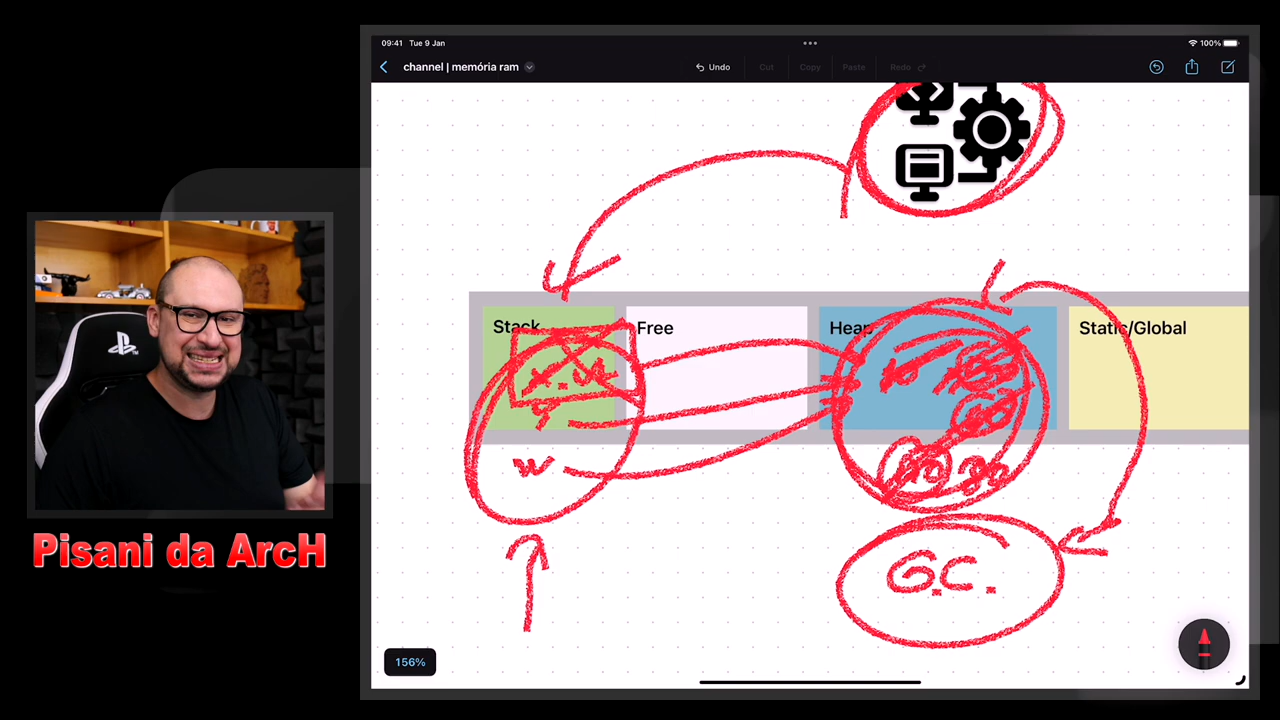 09:41 Tue 9 Jan
100%
channel | memória ram
Undo
Cut
Copy
Paste
Redo
Stack
Free
Heap
Static/Global
w
G.C.
Pisani da ArcH
156%